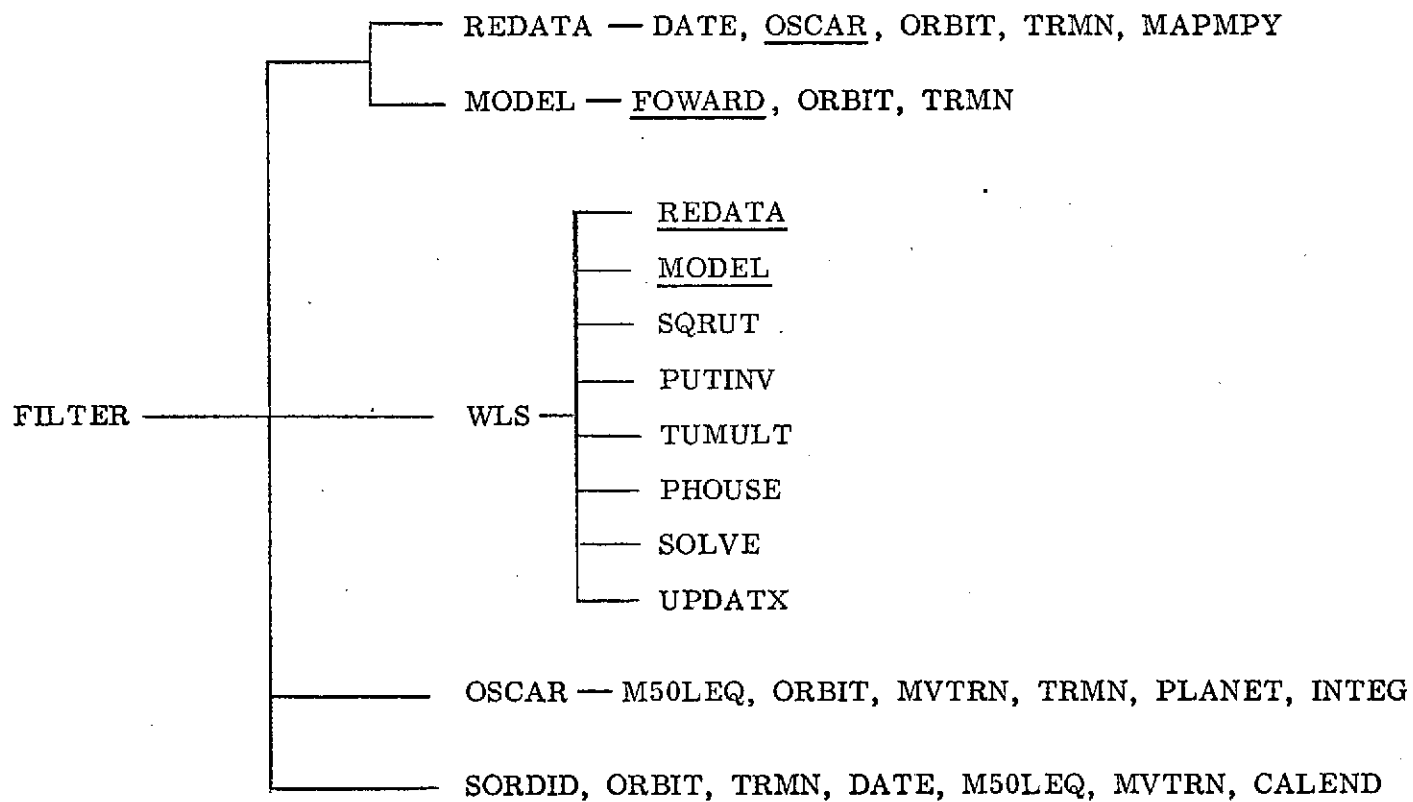 REDATA — DATE, OSCAR, ORBIT, TRMN, MAPMPY
MODEL — FOWARD, ORBIT, TRMN
REDATA
MODEL
SQRUT
PUTINV
FILTER
WLS
TUMULT
PHOUSE
SOLVE
UPDATX
OSCAR — M50LEQ, ORBIT, MVTRN, TRMN, PLANET, INTEG
SORDID, ORBIT, TRMN, DATE, M50LEQ, MVTRN, CALEND